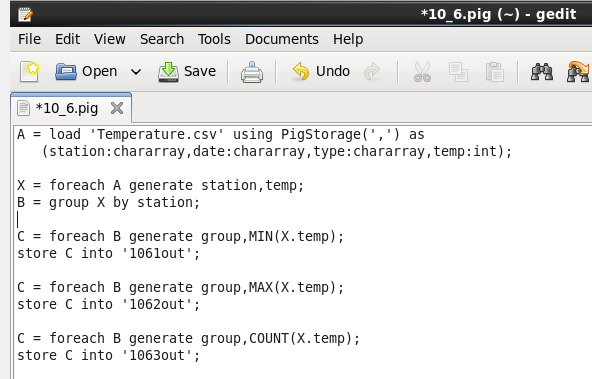 *10_6.pig (~) - gedit
File Edit View Search Tools Documents Help
Open Save Undo
*10_6.pig
A = load 'Temperature.csv' using PigStorage(',') as
(station:chararray,date:chararray,type:chararray,temp:int);
X = foreach A generate station,temp;
B = group X by station;
C = foreach B generate group,MIN(X.temp);
store C into '1061out';
C = foreach B generate group,MAX(X.temp);
store C into '1062out';
C = foreach B generate group,COUNT(X.temp);
store C into '1063out';